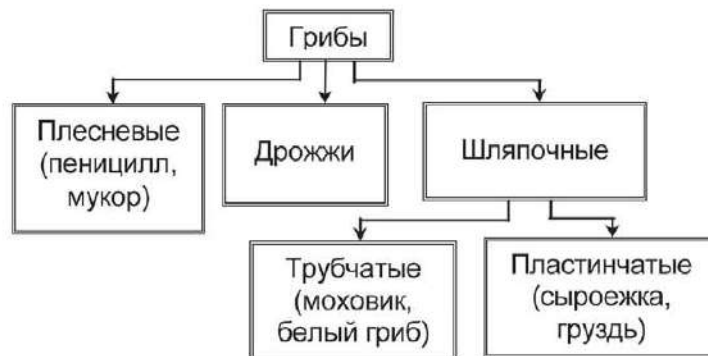 Грибы
Плесневые
(пеницилл,
мукор)
Дрожжи
Шляпочные
Трубчатые
(моховик,
белый гриб)
Пластинчатые
(сыроежка,
груздь)